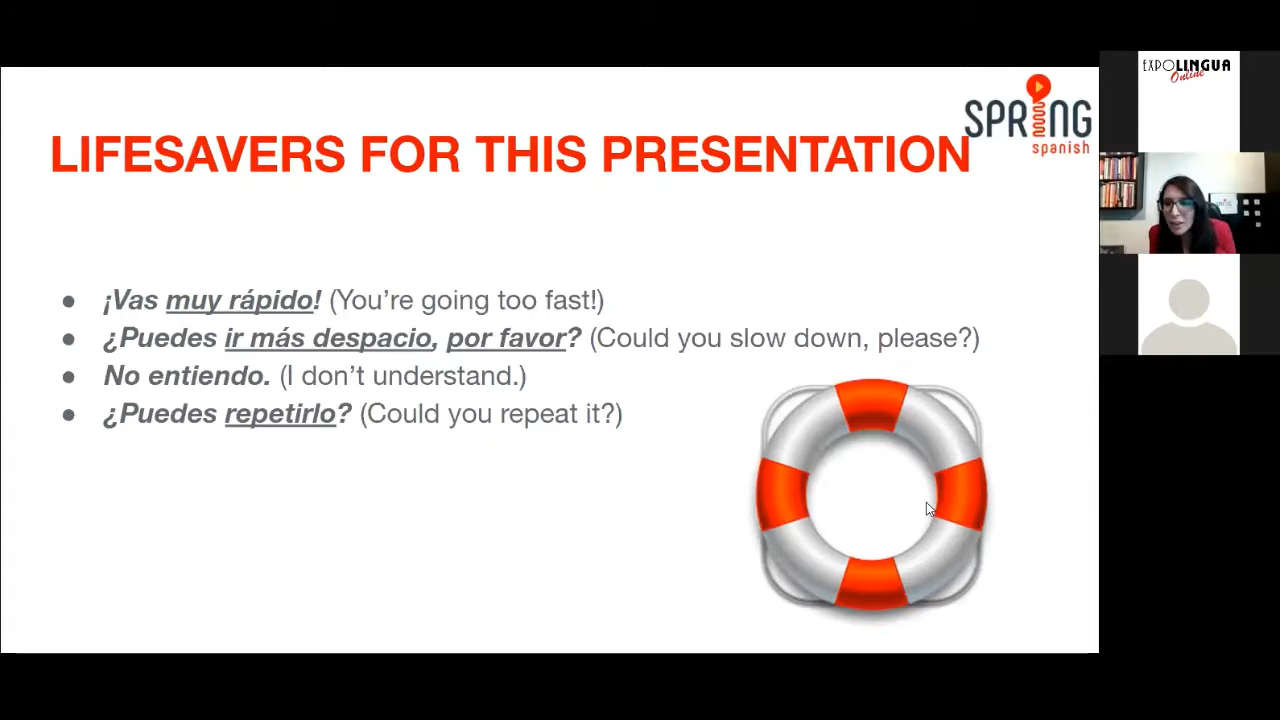 LIFESAVERS FOR THIS PRESENTATION
SPRING
spanish
EXPOLINGUA
Online
● ¡Vas muy rápido! (You’re going too fast!)
● ¿Puedes ir más despacio, por favor? (Could you slow down, please?)
● No entiendo. (I don’t understand.)
● ¿Puedes repetirlo? (Could you repeat it?)